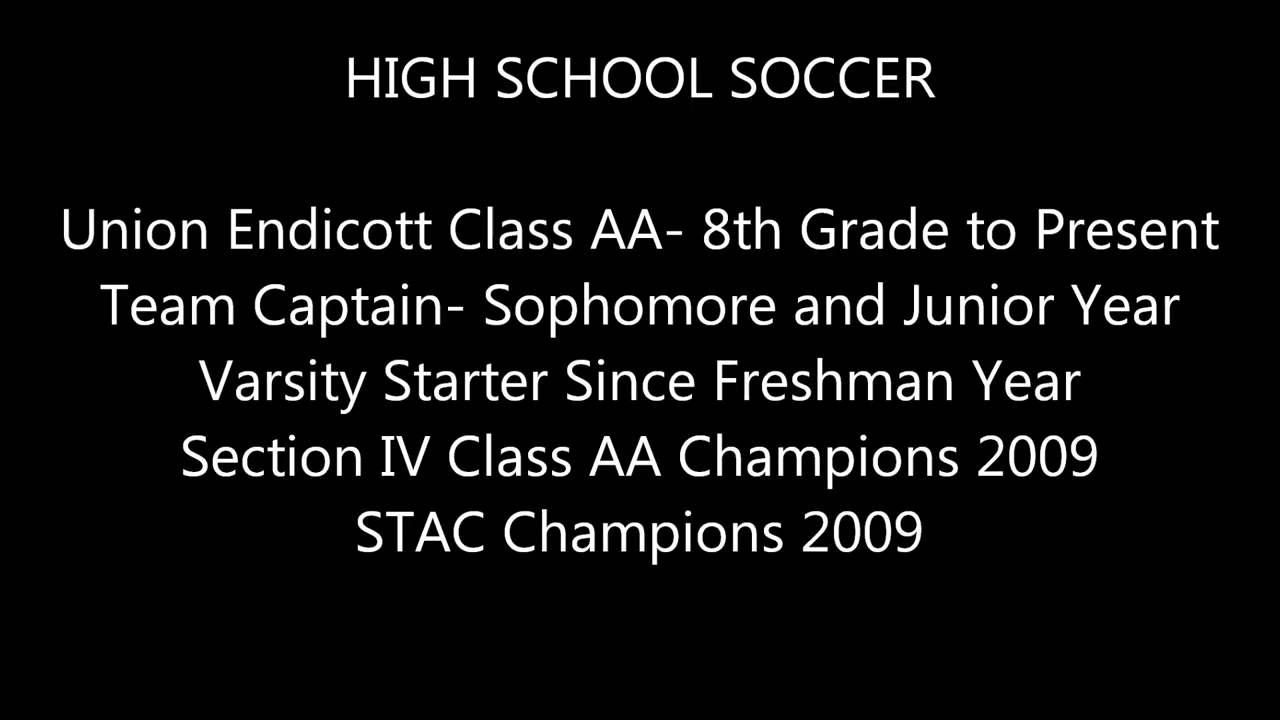 HIGH SCHOOL SOCCER
Union Endicott Class AA- 8th Grade to Present
Team Captain- Sophomore and Junior Year
Varsity Starter Since Freshman Year
Section IV Class AA Champions 2009
STAC Champions 2009